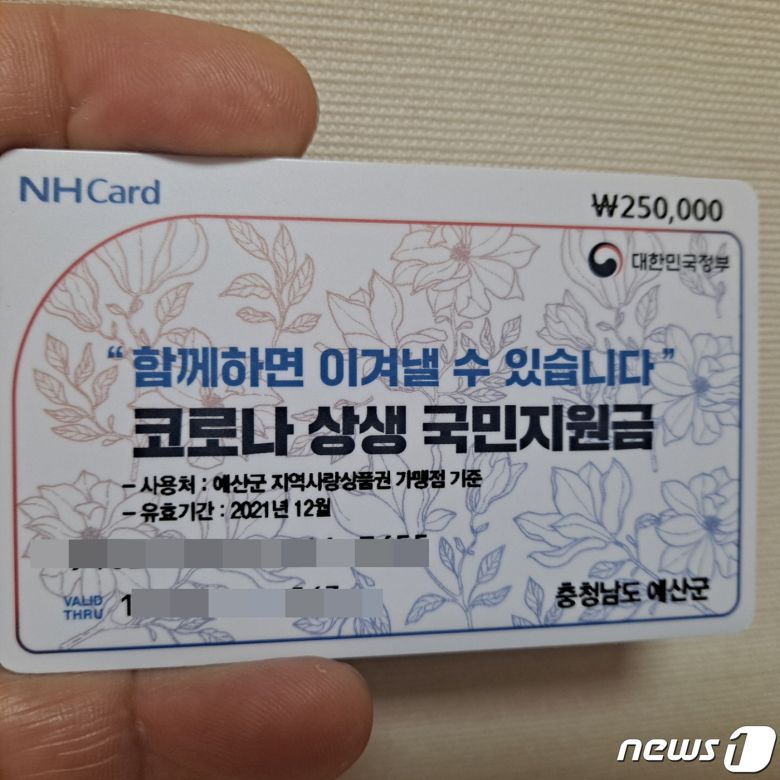 NHCard
₩250,000
대한민국정부
“함께하면 이겨낼 수 있습니다”
코로나 상생 국민지원금
- 사용처 : 예산군 지역사랑상품권 가맹점 기준
- 유효기간 : 2021년 12월
VALID
THRU
충청남도 예산군
news1